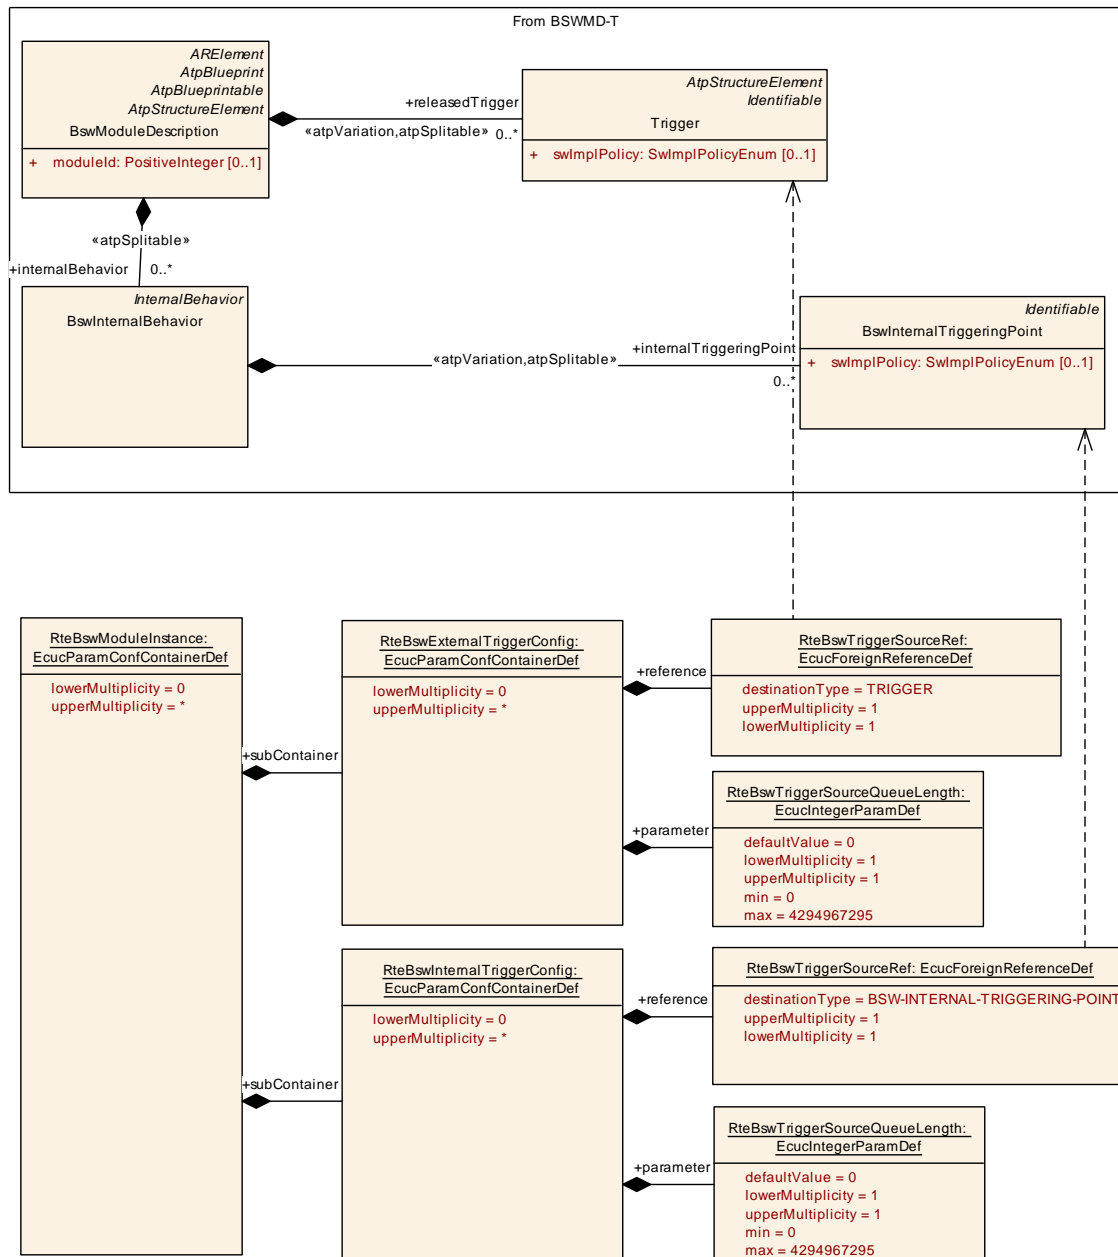 From BSWMD-T
ARElement
AtpBlueprint
AtpBlueprintable
AtpStructureElement
BswModuleDescription
+ moduleId: PositiveInteger [0..1]
+releasedTrigger
«atpVariation,atpSplitable» 0..*
AtpStructureElement
Identifiable
Trigger
+ swImplPolicy: SwImplPolicyEnum [0..1]
«atpSplitable»
+internalBehavior 0..*
InternalBehavior
BswInternalBehavior
+internalTriggeringPoint
«atpVariation,atpSplitable»
0..*
Identifiable
BswInternalTriggeringPoint
+ swImplPolicy: SwImplPolicyEnum [0..1]
RteBswModuleInstance:
EcucParamConfContainerDef
lowerMultiplicity = 0
upperMultiplicity = *
+subContainer
RteBswExternalTriggerConfig:
EcucParamConfContainerDef
lowerMultiplicity = 0
upperMultiplicity = *
+reference
RteBswTriggerSourceRef:
EcucForeignReferenceDef
destinationType = TRIGGER
upperMultiplicity = 1
lowerMultiplicity = 1
+parameter
RteBswTriggerSourceQueueLength:
EcucIntegerParamDef
defaultValue = 0
lowerMultiplicity = 1
upperMultiplicity = 1
min = 0
max = 4294967295
+subContainer
RteBswInternalTriggerConfig:
EcucParamConfContainerDef
lowerMultiplicity = 0
upperMultiplicity = *
+reference
RteBswTriggerSourceRef: EcucForeignReferenceDef
destinationType = BSW-INTERNAL-TRIGGERING-POINT
upperMultiplicity = 1
lowerMultiplicity = 1
+parameter
RteBswTriggerSourceQueueLength:
EcucIntegerParamDef
defaultValue = 0
lowerMultiplicity = 1
upperMultiplicity = 1
min = 0
max = 4294967295